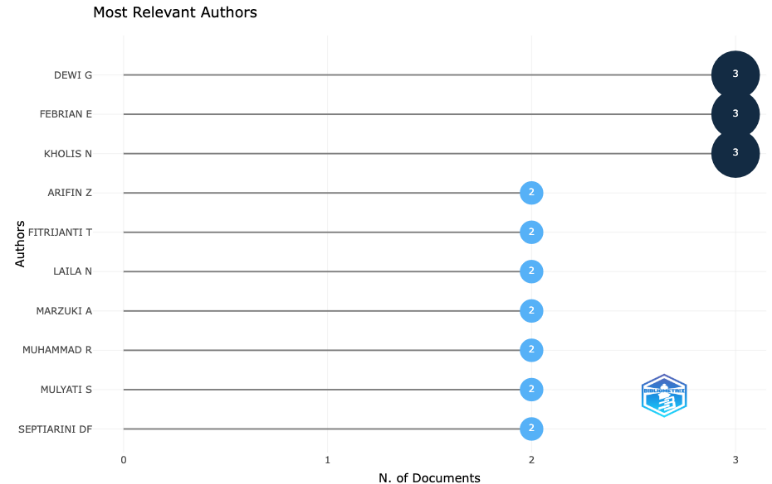 Most Relevant Authors
Authors
DEWI G 3
FEBRIAN E 3
KHOLIS N 3
ARIFIN Z 2
FITRIJANTI T 2
LAILA N 2
MARZUKI A 2
MUHAMMAD R 2
MULYATI S 2
SEPTIARINI DF 2
BIBLIOMETRIX
0 1 2 3
N. of Documents